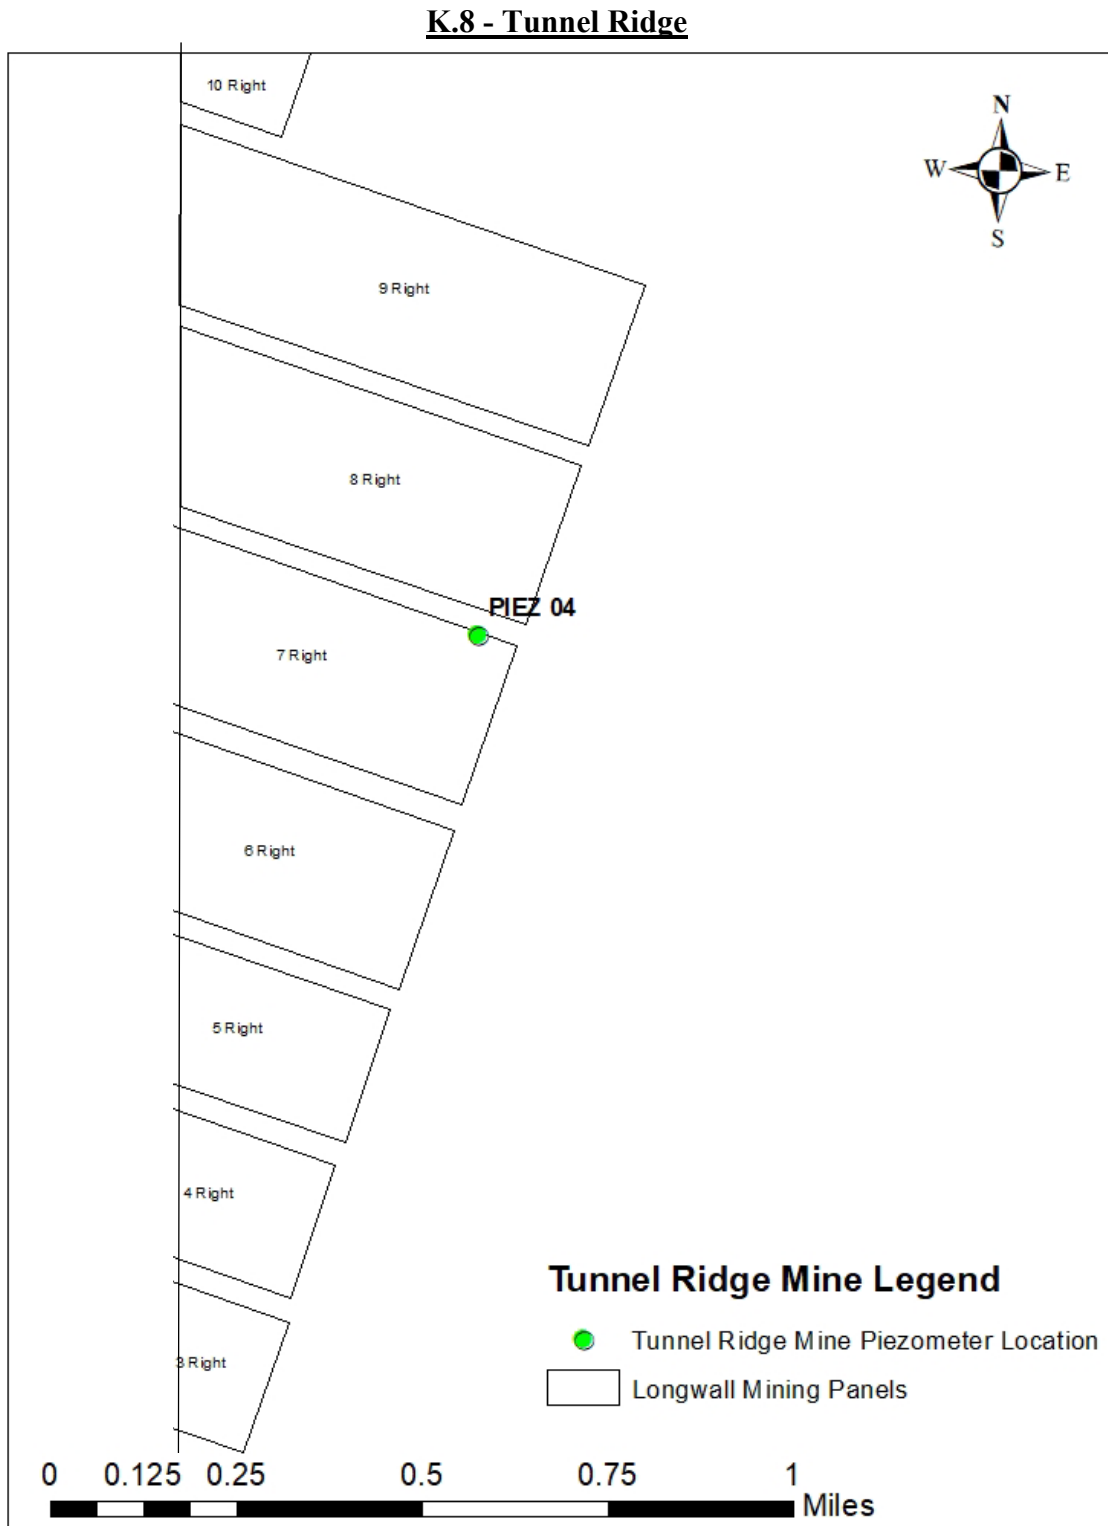 K.8 - Tunnel Ridge
10 Right
N
W E
S
9 Right
8 Right
PIEZ 04
7 Right
6 Right
5 Right
4 Right
Tunnel Ridge Mine Legend
Tunnel Ridge Mine Piezometer Location
3 Right
Longwall Mining Panels
0 0.125 0.25 0.5 0.75 1
Miles